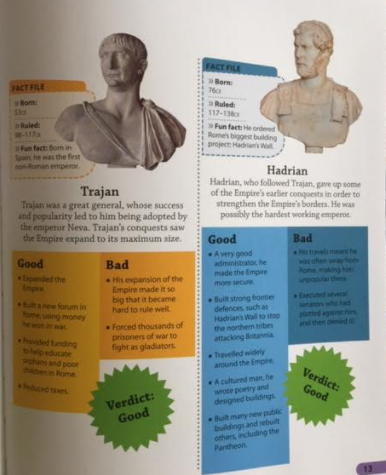 FACT FILE
» Born:
53CE
» Ruled:
98–117CE
» Fun fact: Born in
Spain, he was the first
non-Roman emperor.
Trajan
Trajan was a great general, whose success
and popularity led to him being adopted by
the emperor Neva. Trajan's conquests saw
the Empire expand to its maximum size.
Good
• Expanded the
Empire.
• Built a new forum in
Rome, using money
he won in war.
• Provided funding
to help educate
orphans and poor
children in Rome.
• Reduced taxes.
Bad
• His expansion of the
Empire made it so
big that it became
hard to rule well.
• Forced thousands of
prisoners of war to
fight as gladiators.
Verdict:
Good
FACT FILE
» Born:
76CE
» Ruled:
117–138CE
» Fun fact: He ordered
Rome's biggest building
project: Hadrian's Wall.
Hadrian
Hadrian, who followed Trajan, gave up some
of the Empire's earlier conquests in order to
strengthen the Empire's borders. He was
possibly the hardest working emperor.
Good
• A very good
administrator, he
made the Empire
more secure.
• Built strong frontier
defences, such as
Hadrian's Wall to stop
the northern tribes
attacking Britannia.
• Travelled widely
around the Empire.
• A cultured man, he
wrote poetry and
designed buildings.
• Built many new public
buildings and rebuilt
others, including the
Pantheon.
Bad
• His travels meant he
was often away from
Rome, making him
unpopular there.
• Executed several
senators who had
plotted against him,
and then denied it!
Verdict:
Good
13